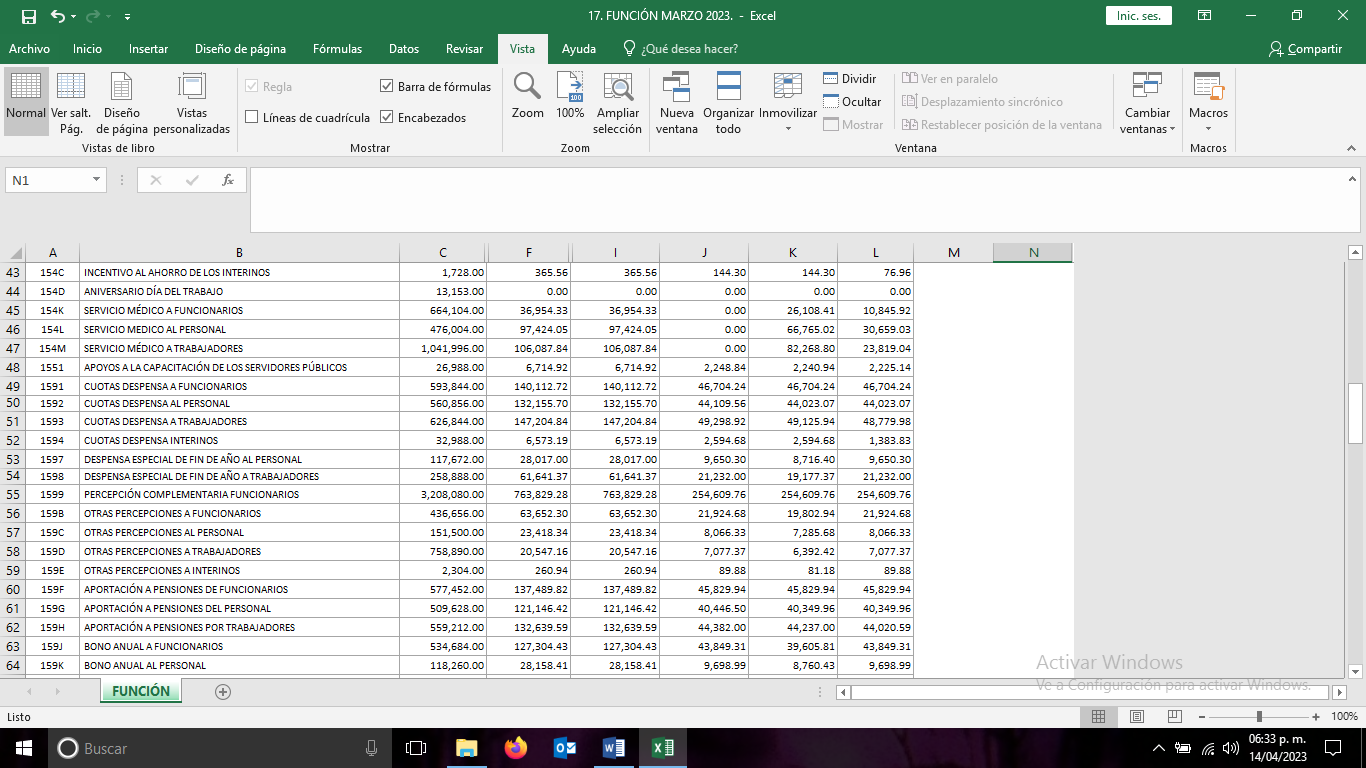 17. FUNCIÓN MARZO 2023. - Excel
Inic. ses.
Archivo Inicio Insertar Diseño de página Fórmulas Datos Revisar Vista Ayuda ¿Qué desea hacer? Compartir
Normal Ver salt. Pág. Diseño de página Vistas personalizadas
Vistas de libro
Regla Barra de fórmulas
Líneas de cuadrícula Encabezados
Mostrar
Zoom 100% Ampliar selección
Zoom
Nueva ventana Organizar todo Inmovilizar
Dividir
Ocultar
Mostrar
Ver en paralelo
Desplazamiento sincrónico
Restablecer posición de la ventana
Ventana
Cambiar ventanas
Macros
Macros
N1 fx
A B C F I J K L M N
43 154C INCENTIVO AL AHORRO DE LOS INTERINOS 1,728.00 365.56 365.56 144.30 144.30 76.96
44 154D ANIVERSARIO DÍA DEL TRABAJO 13,153.00 0.00 0.00 0.00 0.00 0.00
45 154K SERVICIO MÉDICO A FUNCIONARIOS 664,104.00 36,954.33 36,954.33 0.00 26,108.41 10,845.92
46 154L SERVICIO MEDICO AL PERSONAL 476,004.00 97,424.05 97,424.05 0.00 66,765.02 30,659.03
47 154M SERVICIO MÉDICO A TRABAJADORES 1,041,996.00 106,087.84 106,087.84 0.00 82,268.80 23,819.04
48 1551 APOYOS A LA CAPACITACIÓN DE LOS SERVIDORES PÚBLICOS 26,988.00 6,714.92 6,714.92 2,248.84 2,240.94 2,225.14
49 1591 CUOTAS DESPENSA A FUNCIONARIOS 593,844.00 140,112.72 140,112.72 46,704.24 46,704.24 46,704.24
50 1592 CUOTAS DESPENSA AL PERSONAL 560,856.00 132,155.70 132,155.70 44,109.56 44,023.07 44,023.07
51 1593 CUOTAS DESPENSA A TRABAJADORES 626,844.00 147,204.84 147,204.84 49,298.92 49,125.94 48,779.98
52 1594 CUOTAS DESPENSA INTERINOS 32,988.00 6,573.19 6,573.19 2,594.68 2,594.68 1,383.83
53 1597 DESPENSA ESPECIAL DE FIN DE AÑO AL PERSONAL 117,672.00 28,017.00 28,017.00 9,650.30 8,716.40 9,650.30
54 1598 DESPENSA ESPECIAL DE FIN DE AÑO A TRABAJADORES 258,888.00 61,641.37 61,641.37 21,232.00 19,177.37 21,232.00
55 1599 PERCEPCIÓN COMPLEMENTARIA FUNCIONARIOS 3,208,080.00 763,829.28 763,829.28 254,609.76 254,609.76 254,609.76
56 159B OTRAS PERCEPCIONES A FUNCIONARIOS 436,656.00 63,652.30 63,652.30 21,924.68 19,802.94 21,924.68
57 159C OTRAS PERCEPCIONES AL PERSONAL 151,500.00 23,418.34 23,418.34 8,066.33 7,285.68 8,066.33
58 159D OTRAS PERCEPCIONES A TRABAJADORES 758,890.00 20,547.16 20,547.16 7,077.37 6,392.42 7,077.37
59 159E OTRAS PERCEPCIONES A INTERINOS 2,304.00 260.94 260.94 89.88 81.18 89.88
60 159F APORTACIÓN A PENSIONES DE FUNCIONARIOS 577,452.00 137,489.82 137,489.82 45,829.94 45,829.94 45,829.94
61 159G APORTACIÓN A PENSIONES DEL PERSONAL 509,628.00 121,146.42 121,146.42 40,446.50 40,349.96 40,349.96
62 159H APORTACIÓN A PENSIONES POR TRABAJADORES 559,212.00 132,639.59 132,639.59 44,382.00 44,237.00 44,020.59
63 159J BONO ANUAL A FUNCIONARIOS 534,684.00 127,304.43 127,304.43 43,849.31 39,605.81 43,849.31
64 159K BONO ANUAL AL PERSONAL 118,260.00 28,158.41 28,158.41 9,698.99 8,760.43 9,698.99
Activar Windows
Ve a Configuración para activar Windows.
FUNCIÓN
Listo 100%
Buscar
06:33 p. m.
14/04/2023